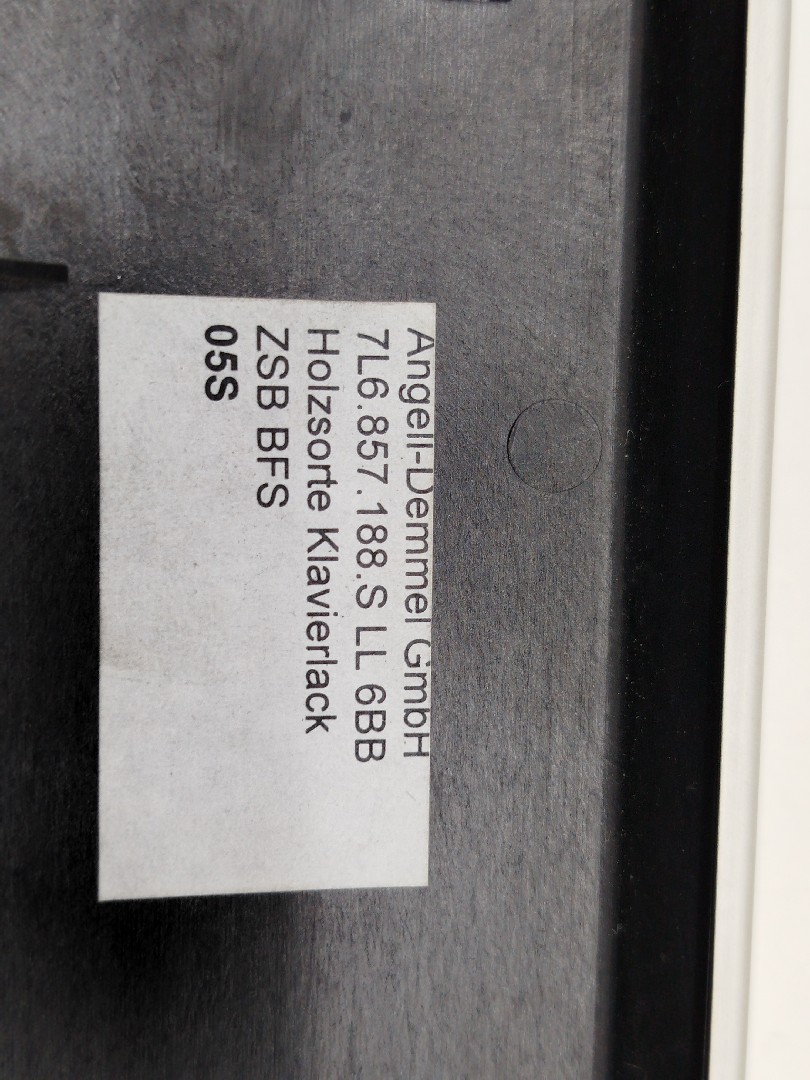 Angell-Demmel GmbH
7L6.857.188.S LL 6BB
Holzsorte Klavierlack
ZSB BFS
05S